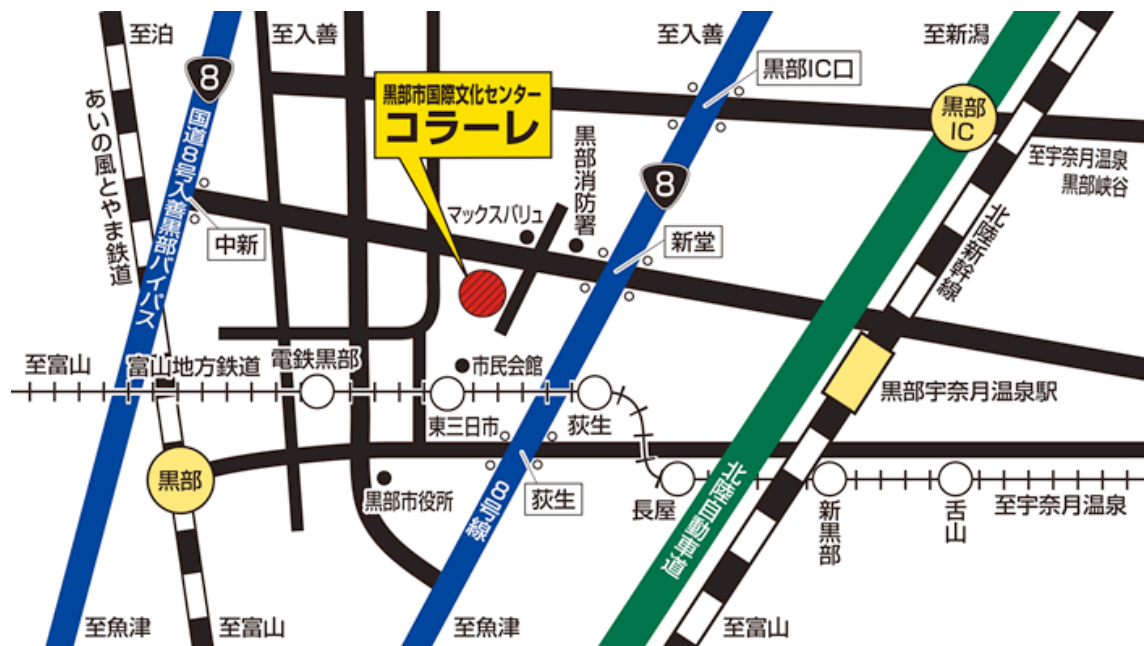 至泊
至入善
至入善
至新潟
8
黒部IC口
黒部市国際文化センター
コラーレ
黒部
IC
あいの風とやま鉄道
国道8号入善黒部バイパス
黒部消防署
至宇奈月温泉
黒部峡谷
8
マックスバリュ
北陸新幹線
中新
新堂
至富山
富山地方鉄道
電鉄黒部
市民会館
黒部宇奈月温泉駅
東三日市
荻生
黒部
黒部市役所
8号線
荻生
長屋
北陸自動車道
新黒部
舌山
至宇奈月温泉
至魚津
至富山
至魚津
至富山